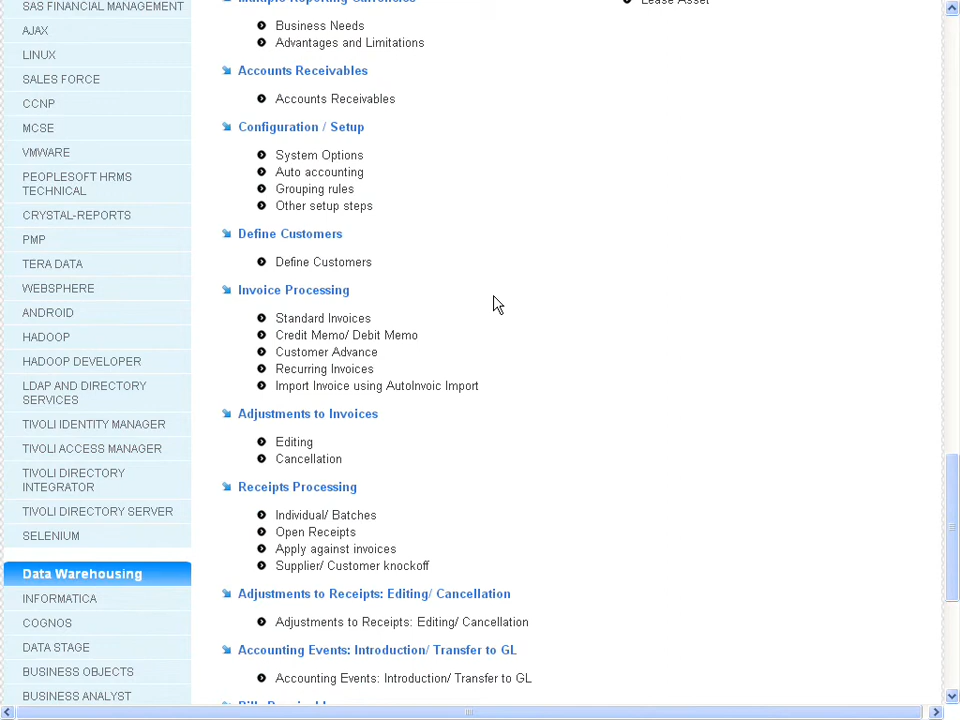 SAS FINANCIAL MANAGEMENT
AJAX
LINUX
SALES FORCE
CCNP
MCSE
VMWARE
PEOPLESOFT HRMS
TECHNICAL
CRYSTAL-REPORTS
PMP
TERA DATA
WEBSPHERE
ANDROID
HADOOP
HADOOP DEVELOPER
LDAP AND DIRECTORY
SERVICES
TIVOLI IDENTITY MANAGER
TIVOLI ACCESS MANAGER
TIVOLI DIRECTORY
INTEGRATOR
TIVOLI DIRECTORY SERVER
SELENIUM
Data Warehousing
INFORMATICA
COGNOS
DATA STAGE
BUSINESS OBJECTS
BUSINESS ANALYST
Multiple Reporting Currencies
Business Needs
Advantages and Limitations
Accounts Receivables
Accounts Receivables
Configuration / Setup
System Options
Auto accounting
Grouping rules
Other setup steps
Define Customers
Define Customers
Invoice Processing
Standard Invoices
Credit Memo/ Debit Memo
Customer Advance
Recurring Invoices
Import Invoice using AutoInvoic Import
Adjustments to Invoices
Editing
Cancellation
Receipts Processing
Individual/ Batches
Open Receipts
Apply against invoices
Supplier/ Customer knockoff
Adjustments to Receipts: Editing/ Cancellation
Adjustments to Receipts: Editing/ Cancellation
Accounting Events: Introduction/ Transfer to GL
Accounting Events: Introduction/ Transfer to GL
Lease Asset